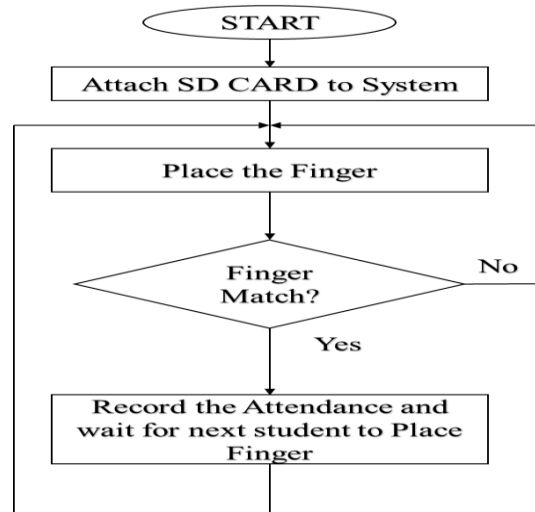 START
Attach SD CARD to System
Place the Finger
Finger
Match?
No
Yes
Record the Attendance and
wait for next student to Place
Finger